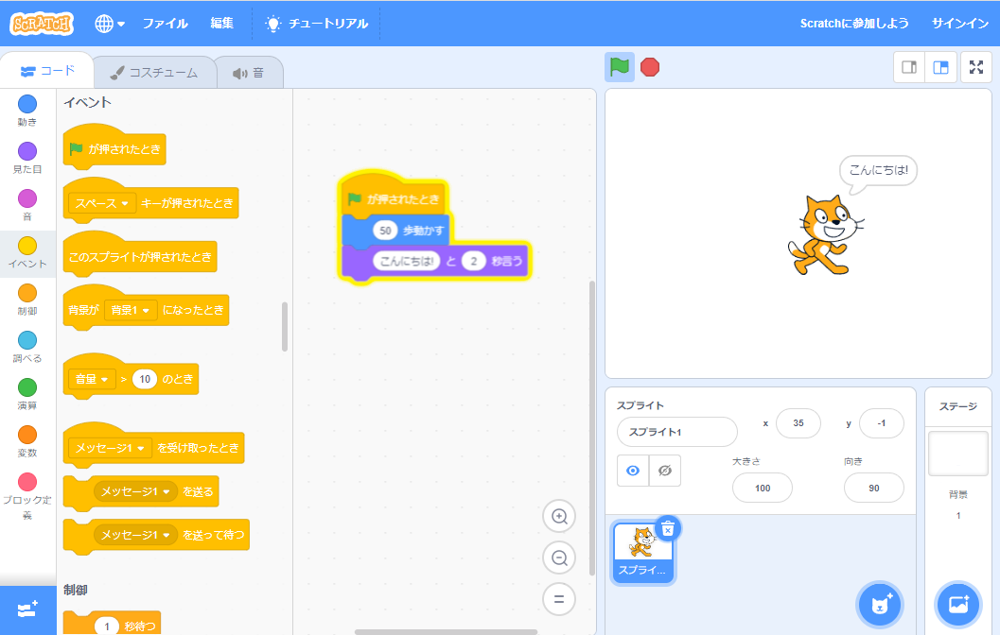 SCRATCH ファイル 編集 チュートリアル Scratchに参加しよう サインイン
コード コスチューム 音
動き
見た目
音
イベント
制御
調べる
演算
変数
ブロック定
義
イベント
が押されたとき
スペース キーが押されたとき
このスプライトが押されたとき
背景が 背景1 になったとき
音量 > 10 のとき
メッセージ1 を受け取ったとき
メッセージ1 を送る
メッセージ1 を送って待つ
制御
1 秒待つ
が押されたとき
50 歩動かす
こんにちは! と 2 秒言う
こんにちは!
スプライト
スプライト1 x 35 y -1
大きさ 向き
100 90
スプライ...
ステージ
背景
1